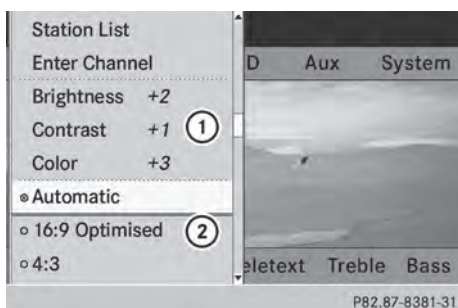 Station List
Enter Channel
D Aux System
Brightness +2
Contrast +1 1
Color +3
Automatic
16:9 Optimised 2
4:3
eletext Treble Bass
P82.87-8381-31